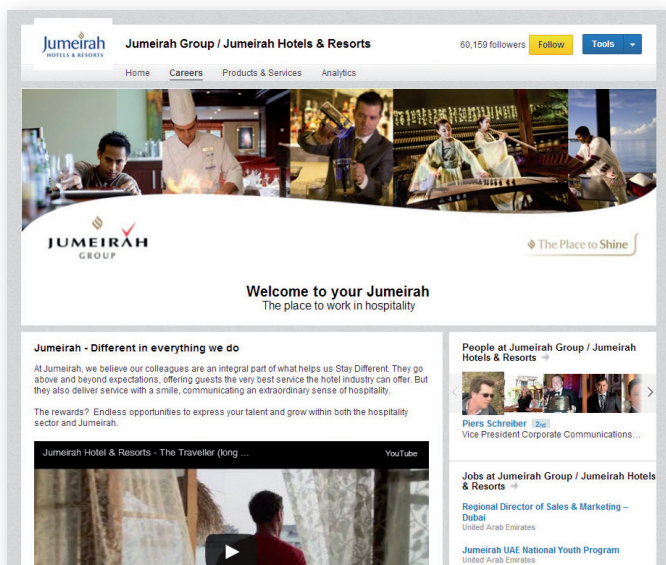 Jumeirah
HOTELS & RESORTS
Jumeirah Group / Jumeirah Hotels & Resorts
60,159 followers
Follow
Tools
Home
Careers
Products & Services
Analytics
JUMEIRAH
GROUP
The Place to Shine
Welcome to your Jumeirah
The place to work in hospitality
Jumeirah - Different in everything we do
At Jumeirah, we believe our colleagues are an integral part of what helps us Stay Different. They go
above and beyond expectations, offering guests the very best service the hotel industry can offer. But
they also deliver service with a smile, communicating an extraordinary sense of hospitality.
The rewards? Endless opportunities to express your talent and grow within both the hospitality
sector and Jumeirah.
Jumeirah Hotel & Resorts - The Traveller (long ...
YouTube
People at Jumeirah Group / Jumeirah
Hotels & Resorts
Piers Schreiber 2nd
Vice President Corporate Communications...
Jobs at Jumeirah Group / Jumeirah Hotels
& Resorts
Regional Director of Sales & Marketing –
Dubai
United Arab Emirates
Jumeirah UAE National Youth Program
United Arab Emirates